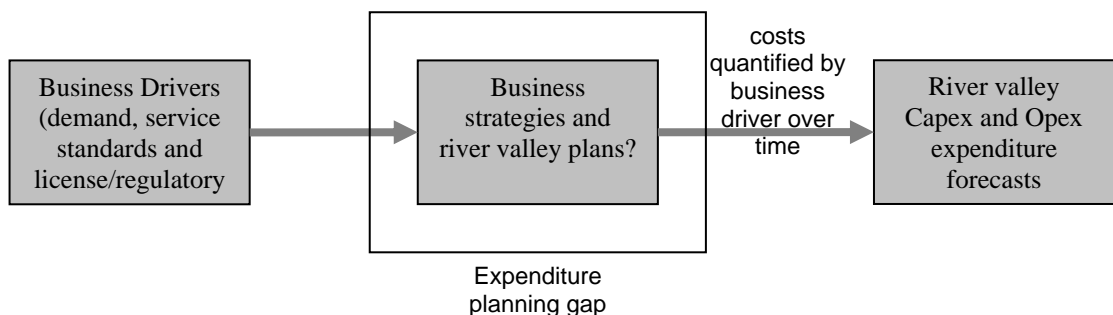 Business Drivers
(demand, service
standards and
license/regulatory
Business
strategies and
river valley plans?
Expenditure
planning gap
costs
quantified by
business
driver over
time
River valley
Capex and Opex
expenditure
forecasts